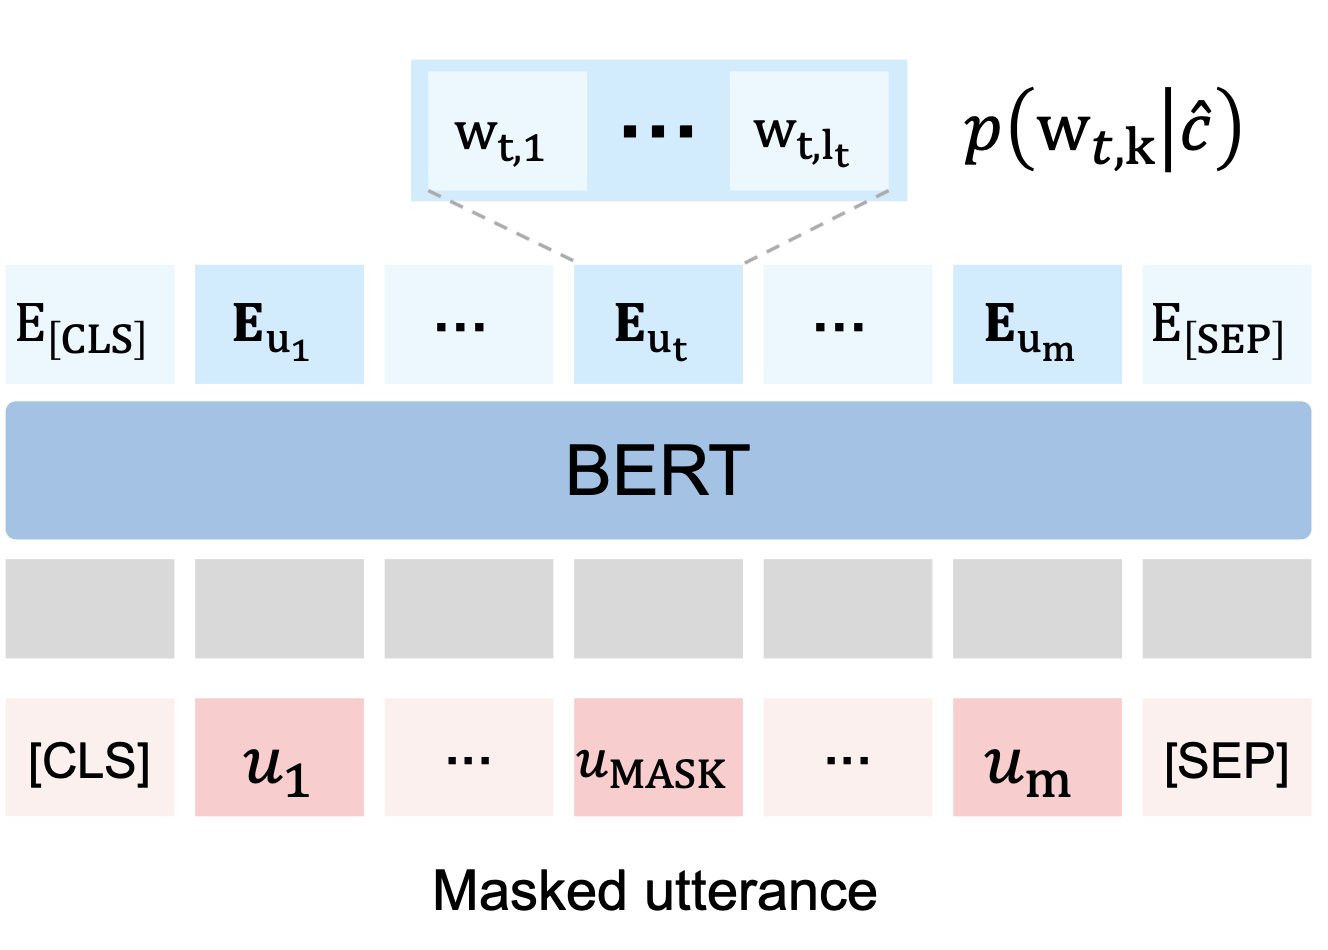 w_{t,1} ⋯ w_{t,l_t} p(w_{t,k}|ĉ)
E_{[CLS]} E_{u_1} ⋯ E_{u_t} ⋯ E_{u_m} E_{[SEP]}
BERT
[CLS] u_1 ⋯ u_{MASK} ⋯ u_m [SEP]
Masked utterance